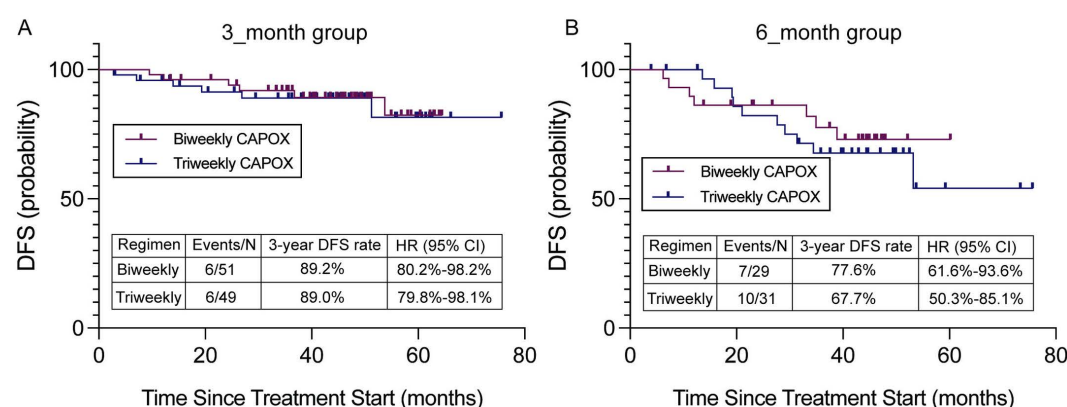 A
3_month group
DFS (probability)
100
50
0
Biweekly CAPOX
Triweekly CAPOX
Regimen Events/N 3-year DFS rate HR (95% CI)
Biweekly 6/51 89.2% 80.2%-98.2%
Triweekly 6/49 89.0% 79.8%-98.1%
0 20 40 60 80
Time Since Treatment Start (months)
B
6_month group
DFS (probability)
100
50
0
Biweekly CAPOX
Triweekly CAPOX
Regimen Events/N 3-year DFS rate HR (95% CI)
Biweekly 7/29 77.6% 61.6%-93.6%
Triweekly 10/31 67.7% 50.3%-85.1%
0 20 40 60 80
Time Since Treatment Start (months)